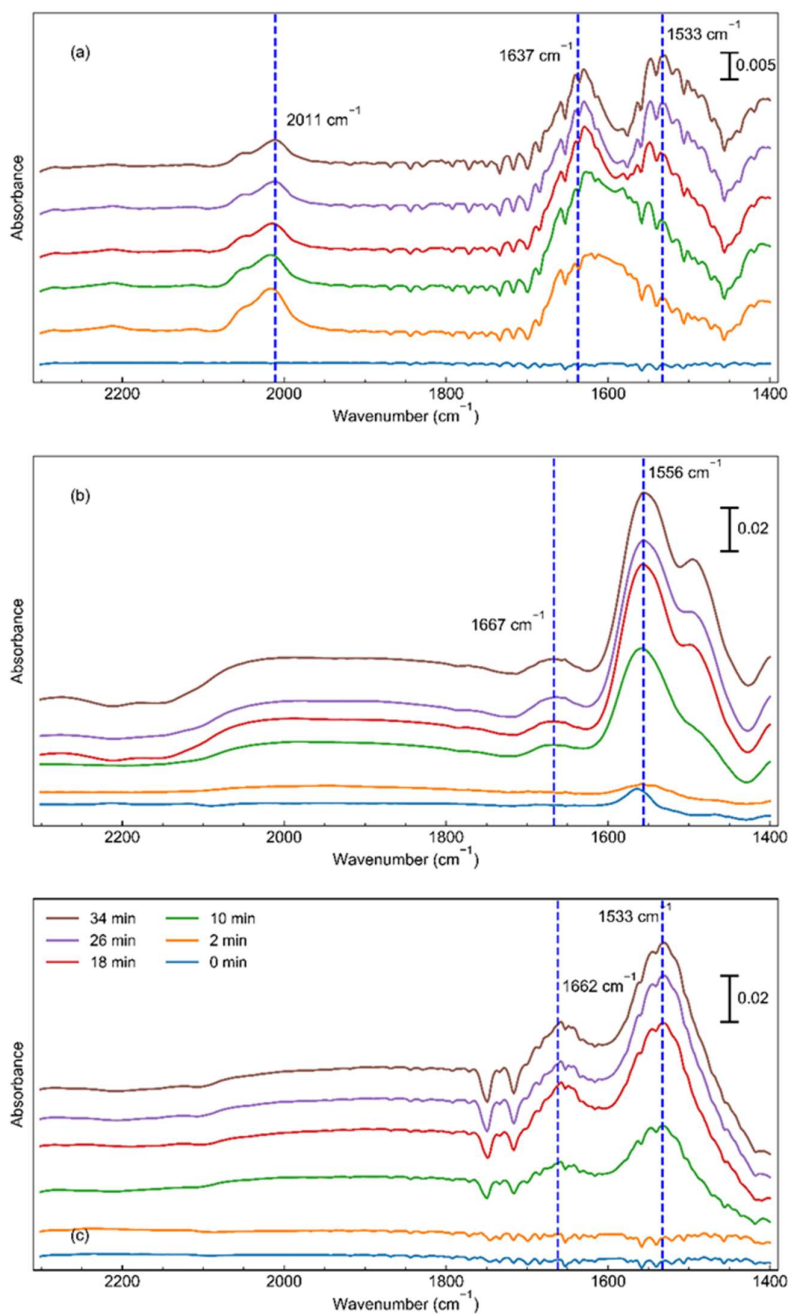 (a)
1637 cm⁻¹
1533 cm⁻¹
0.005
2011 cm⁻¹
Absorbance
2200 2000 1800 1600 1400
Wavenumber (cm⁻¹)
(b)
1556 cm⁻¹
0.02
1667 cm⁻¹
Absorbance
2200 2000 1800 1600 1400
Wavenumber (cm⁻¹)
34 min 10 min
26 min 2 min
18 min 0 min
1533 cm⁻¹
1662 cm⁻¹
0.02
Absorbance
(c)
2200 2000 1800 1600 1400
Wavenumber (cm⁻¹)